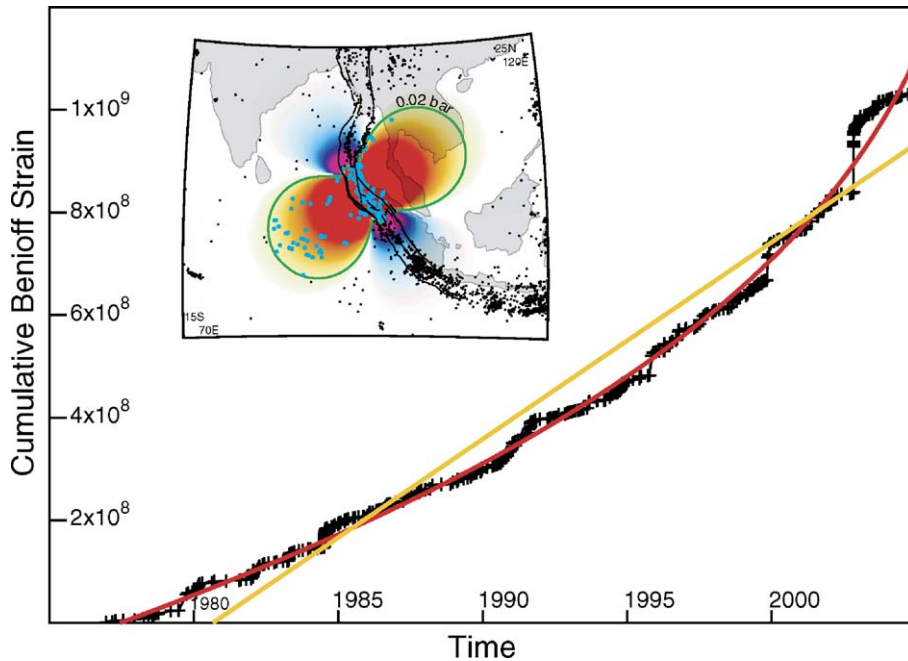 25N
120E
0.02 bar
15S
70E
1x10⁹
8x10⁸
6x10⁸
4x10⁸
2x10⁸
Cumulative Benioff Strain
1980
1985
1990
1995
2000
Time